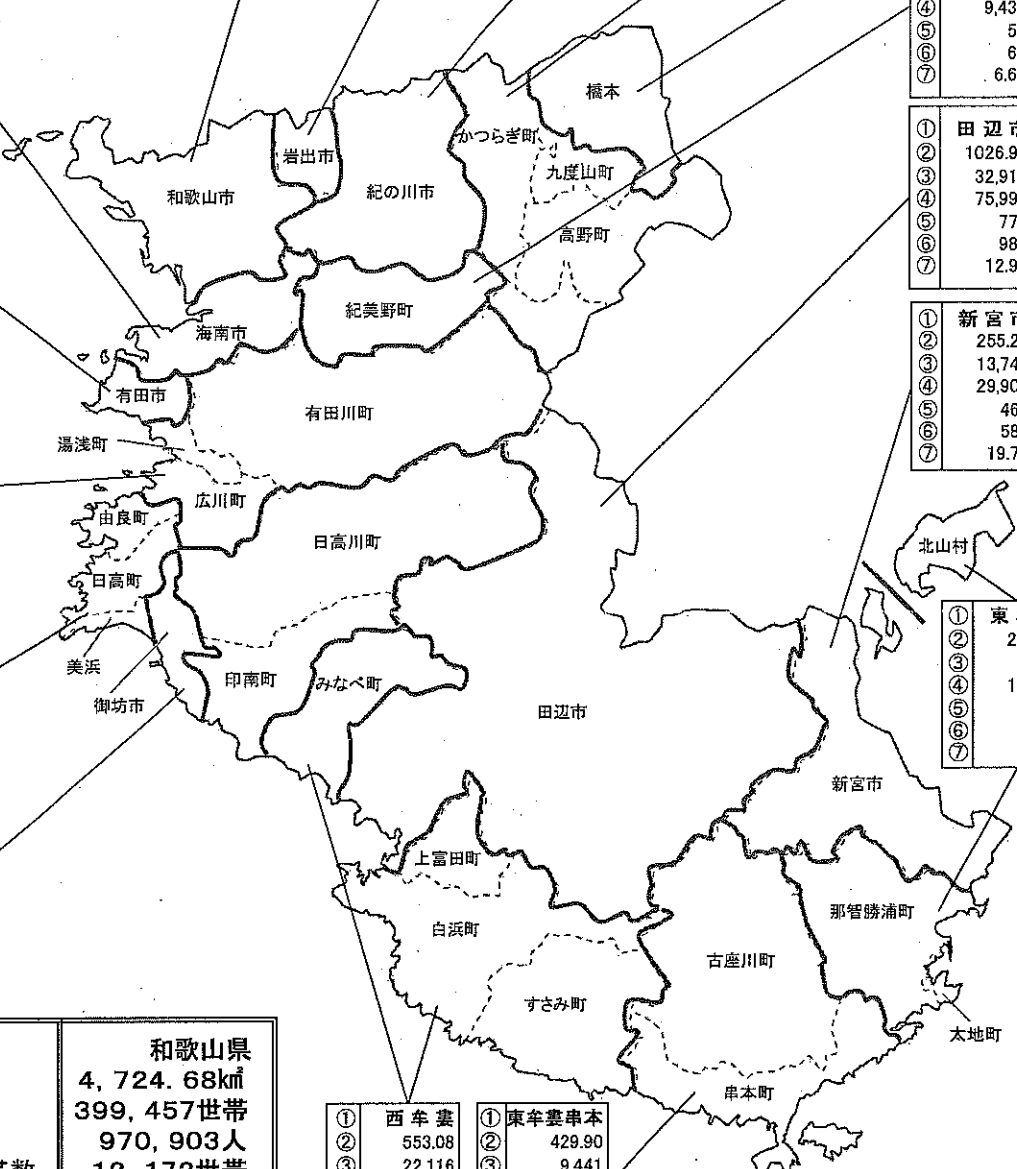 ④ 9,43
⑤ 5
⑥ 6
⑦ 6.6
① 田辺市
② 1026.9
③ 32,91
④ 75,99
⑤ 77
⑥ 98
⑦ 12.9
① 新宮市
② 255.2
③ 13,74
④ 29,90
⑤ 46
⑥ 58
⑦ 19.7
橋本
かつらぎ町
岩出市
九度山町
紀の川市
和歌山市
高野町
紀美野町
海南市
有田市
有田川町
湯浅町
広川町
由良町
日高川町
北山村
日高町
① 東
② 2
③
④ 1
⑤
⑥
⑦
美浜
印南町
みなべ町
御坊市
田辺市
新宮市
上富田町
那智勝浦町
白浜町
古座川町
すさみ町
太地町
串本町
和歌山県
4,724.68㎢
399,457世帯
970,903人
① 西牟婁
② 553.08
③ 22,116
① 東牟婁串本
② 429.90
③ 9,441